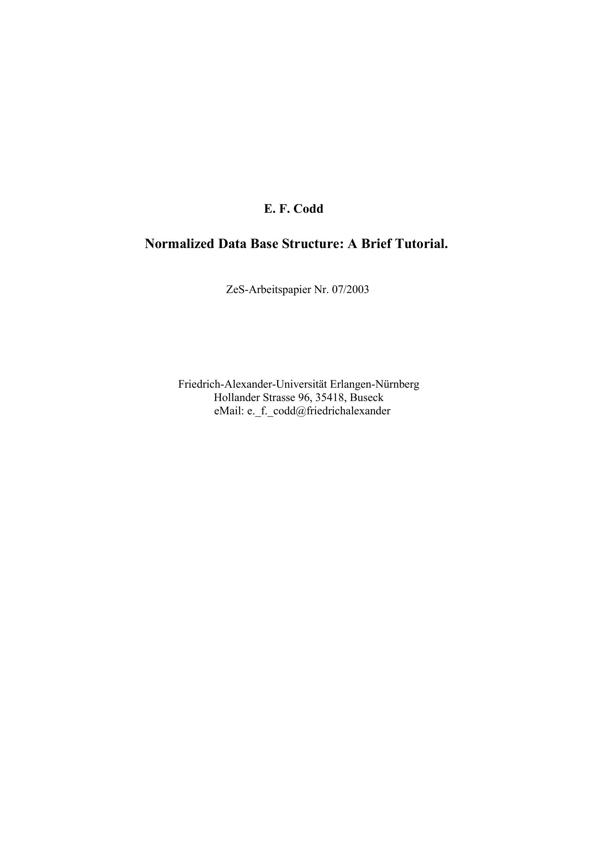 E. F. Codd
Normalized Data Base Structure: A Brief Tutorial.
ZeS-Arbeitspapier Nr. 07/2003
Friedrich-Alexander-Universität Erlangen-Nürnberg
Hollander Strasse 96, 35418, Buseck
eMail: e._f._codd@friedrichalexander